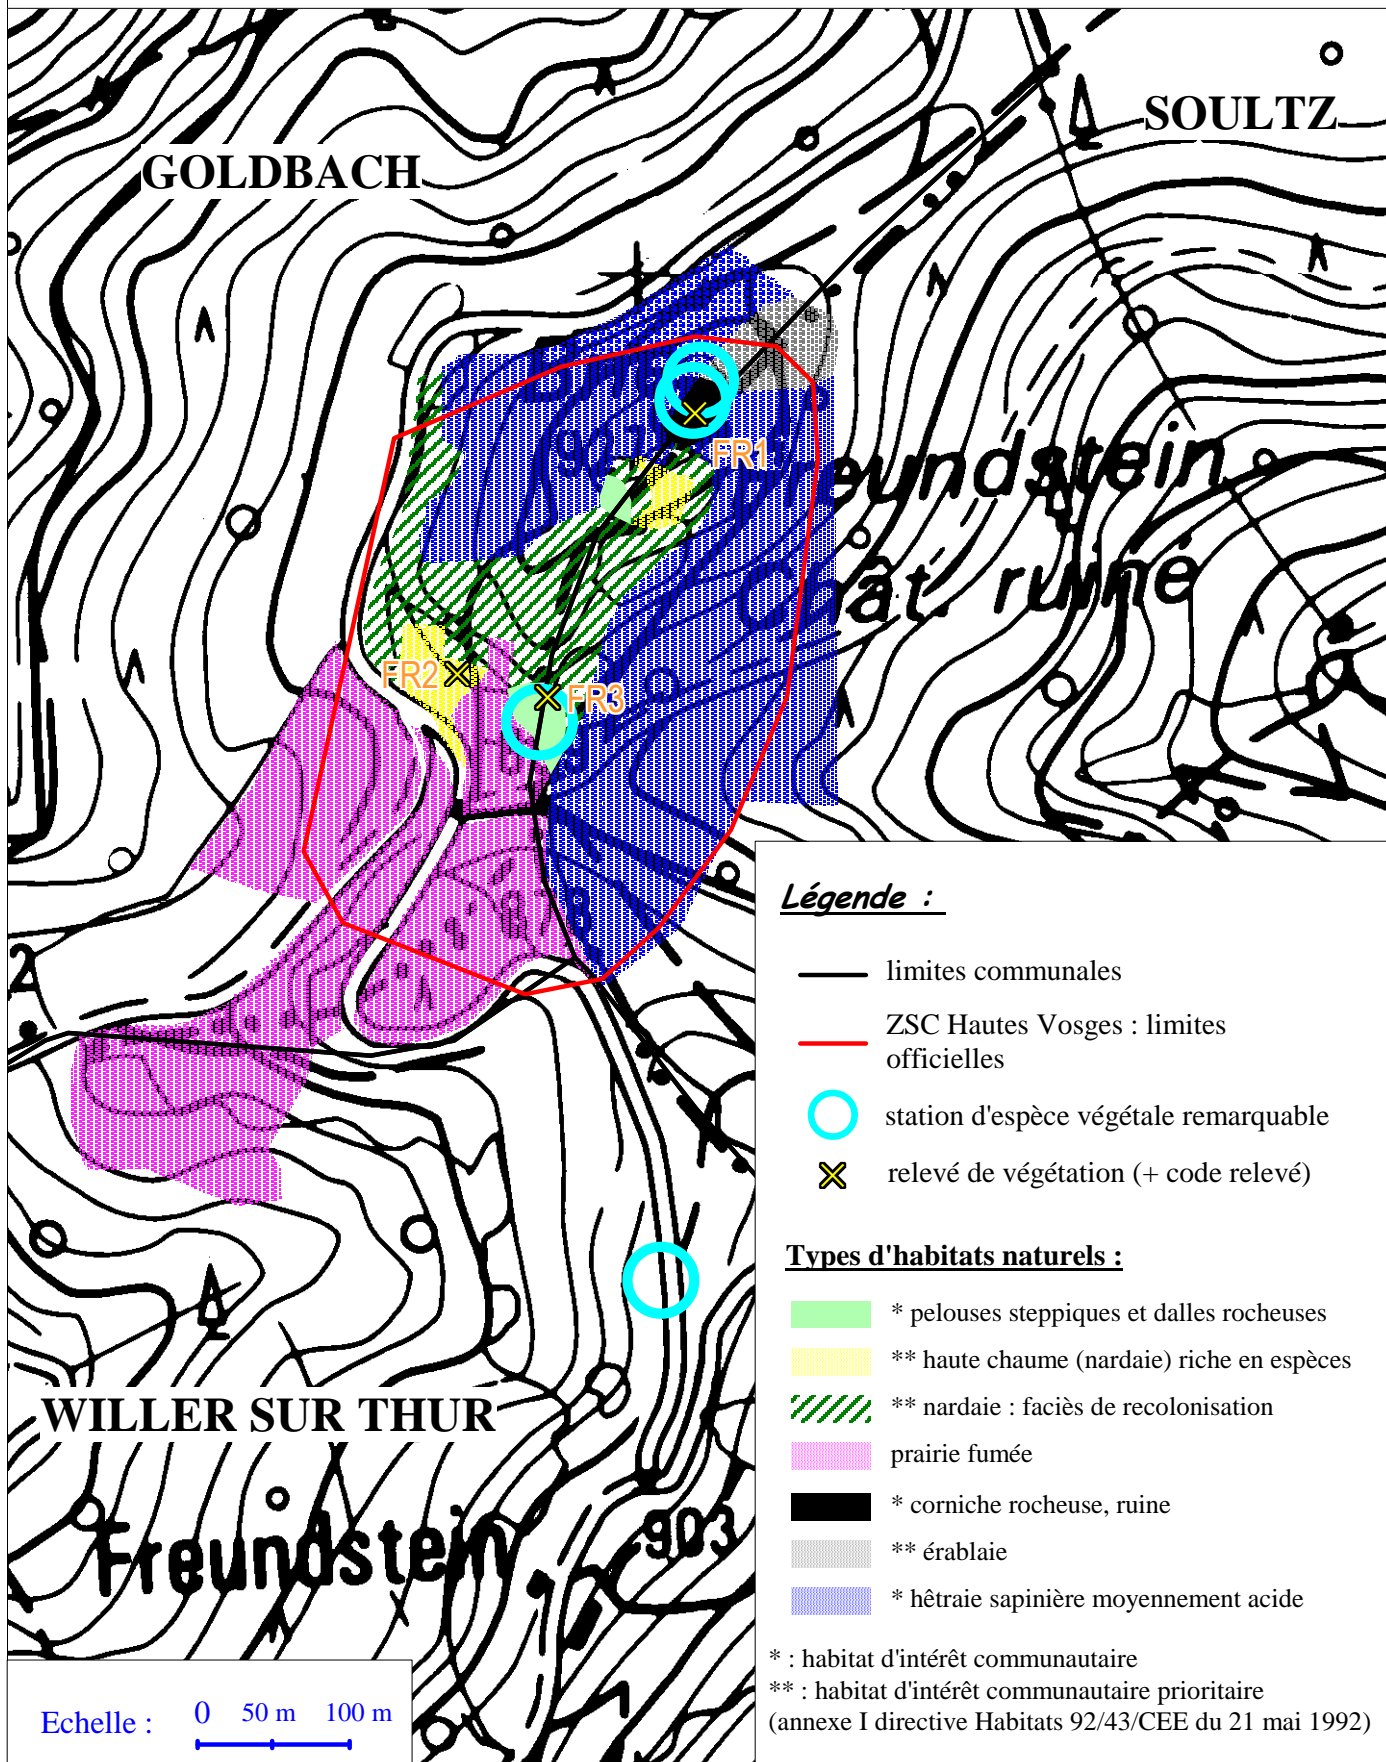 SOULTZ
GOLDBACH
FR1
eundstein
ât. ruine
FR2
FR3
2
Légende :
limites communales
ZSC Hautes Vosges : limites
officielles
station d'espèce végétale remarquable
relevé de végétation (+ code relevé)
Types d'habitats naturels :
* pelouses steppiques et dalles rocheuses
** haute chaume (nardaie) riche en espèces
** nardaie : faciès de recolonisation
prairie fumée
* corniche rocheuse, ruine
** érablaie
* hêtraie sapinière moyennement acide
* : habitat d'intérêt communautaire
** : habitat d'intérêt communautaire prioritaire
(annexe I directive Habitats 92/43/CEE du 21 mai 1992)
WILLER SUR THUR
Freundstein
903
Echelle :
0 50 m 100 m